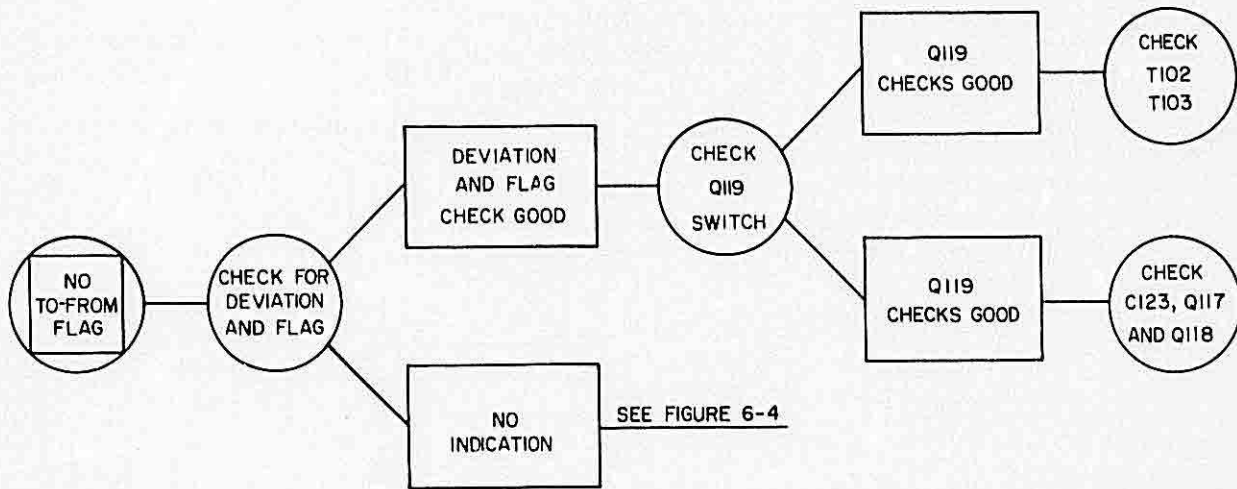 NO
TO-FROM
FLAG
CHECK FOR
DEVIATION
AND FLAG
DEVIATION
AND FLAG
CHECK GOOD
CHECK
Q119
SWITCH
Q119
CHECKS GOOD
CHECK
T102
T103
Q119
CHECKS GOOD
CHECK
C123, Q117
AND Q118
NO
INDICATION
SEE FIGURE 6-4